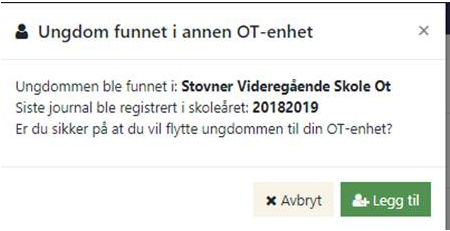 Ungdom funnet i annen OT-enhet
Ungdommen ble funnet i: Stovner Videregående Skole Ot
Siste journal ble registrert i skoleåret: 20182019
Er du sikker på at du vil flytte ungdommen til din OT-enhet?
Avbryt Legg til